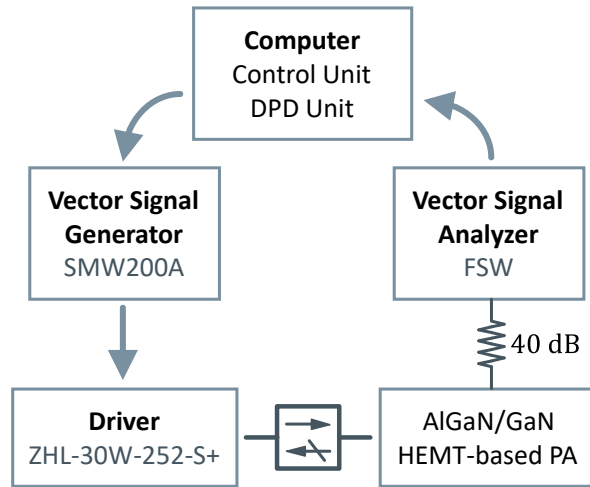 Computer
Control Unit
DPD Unit
Vector Signal
Generator
SMW200A
Vector Signal
Analyzer
FSW
40 dB
Driver
ZHL-30W-252-S+
AlGaN/GaN
HEMT-based PA